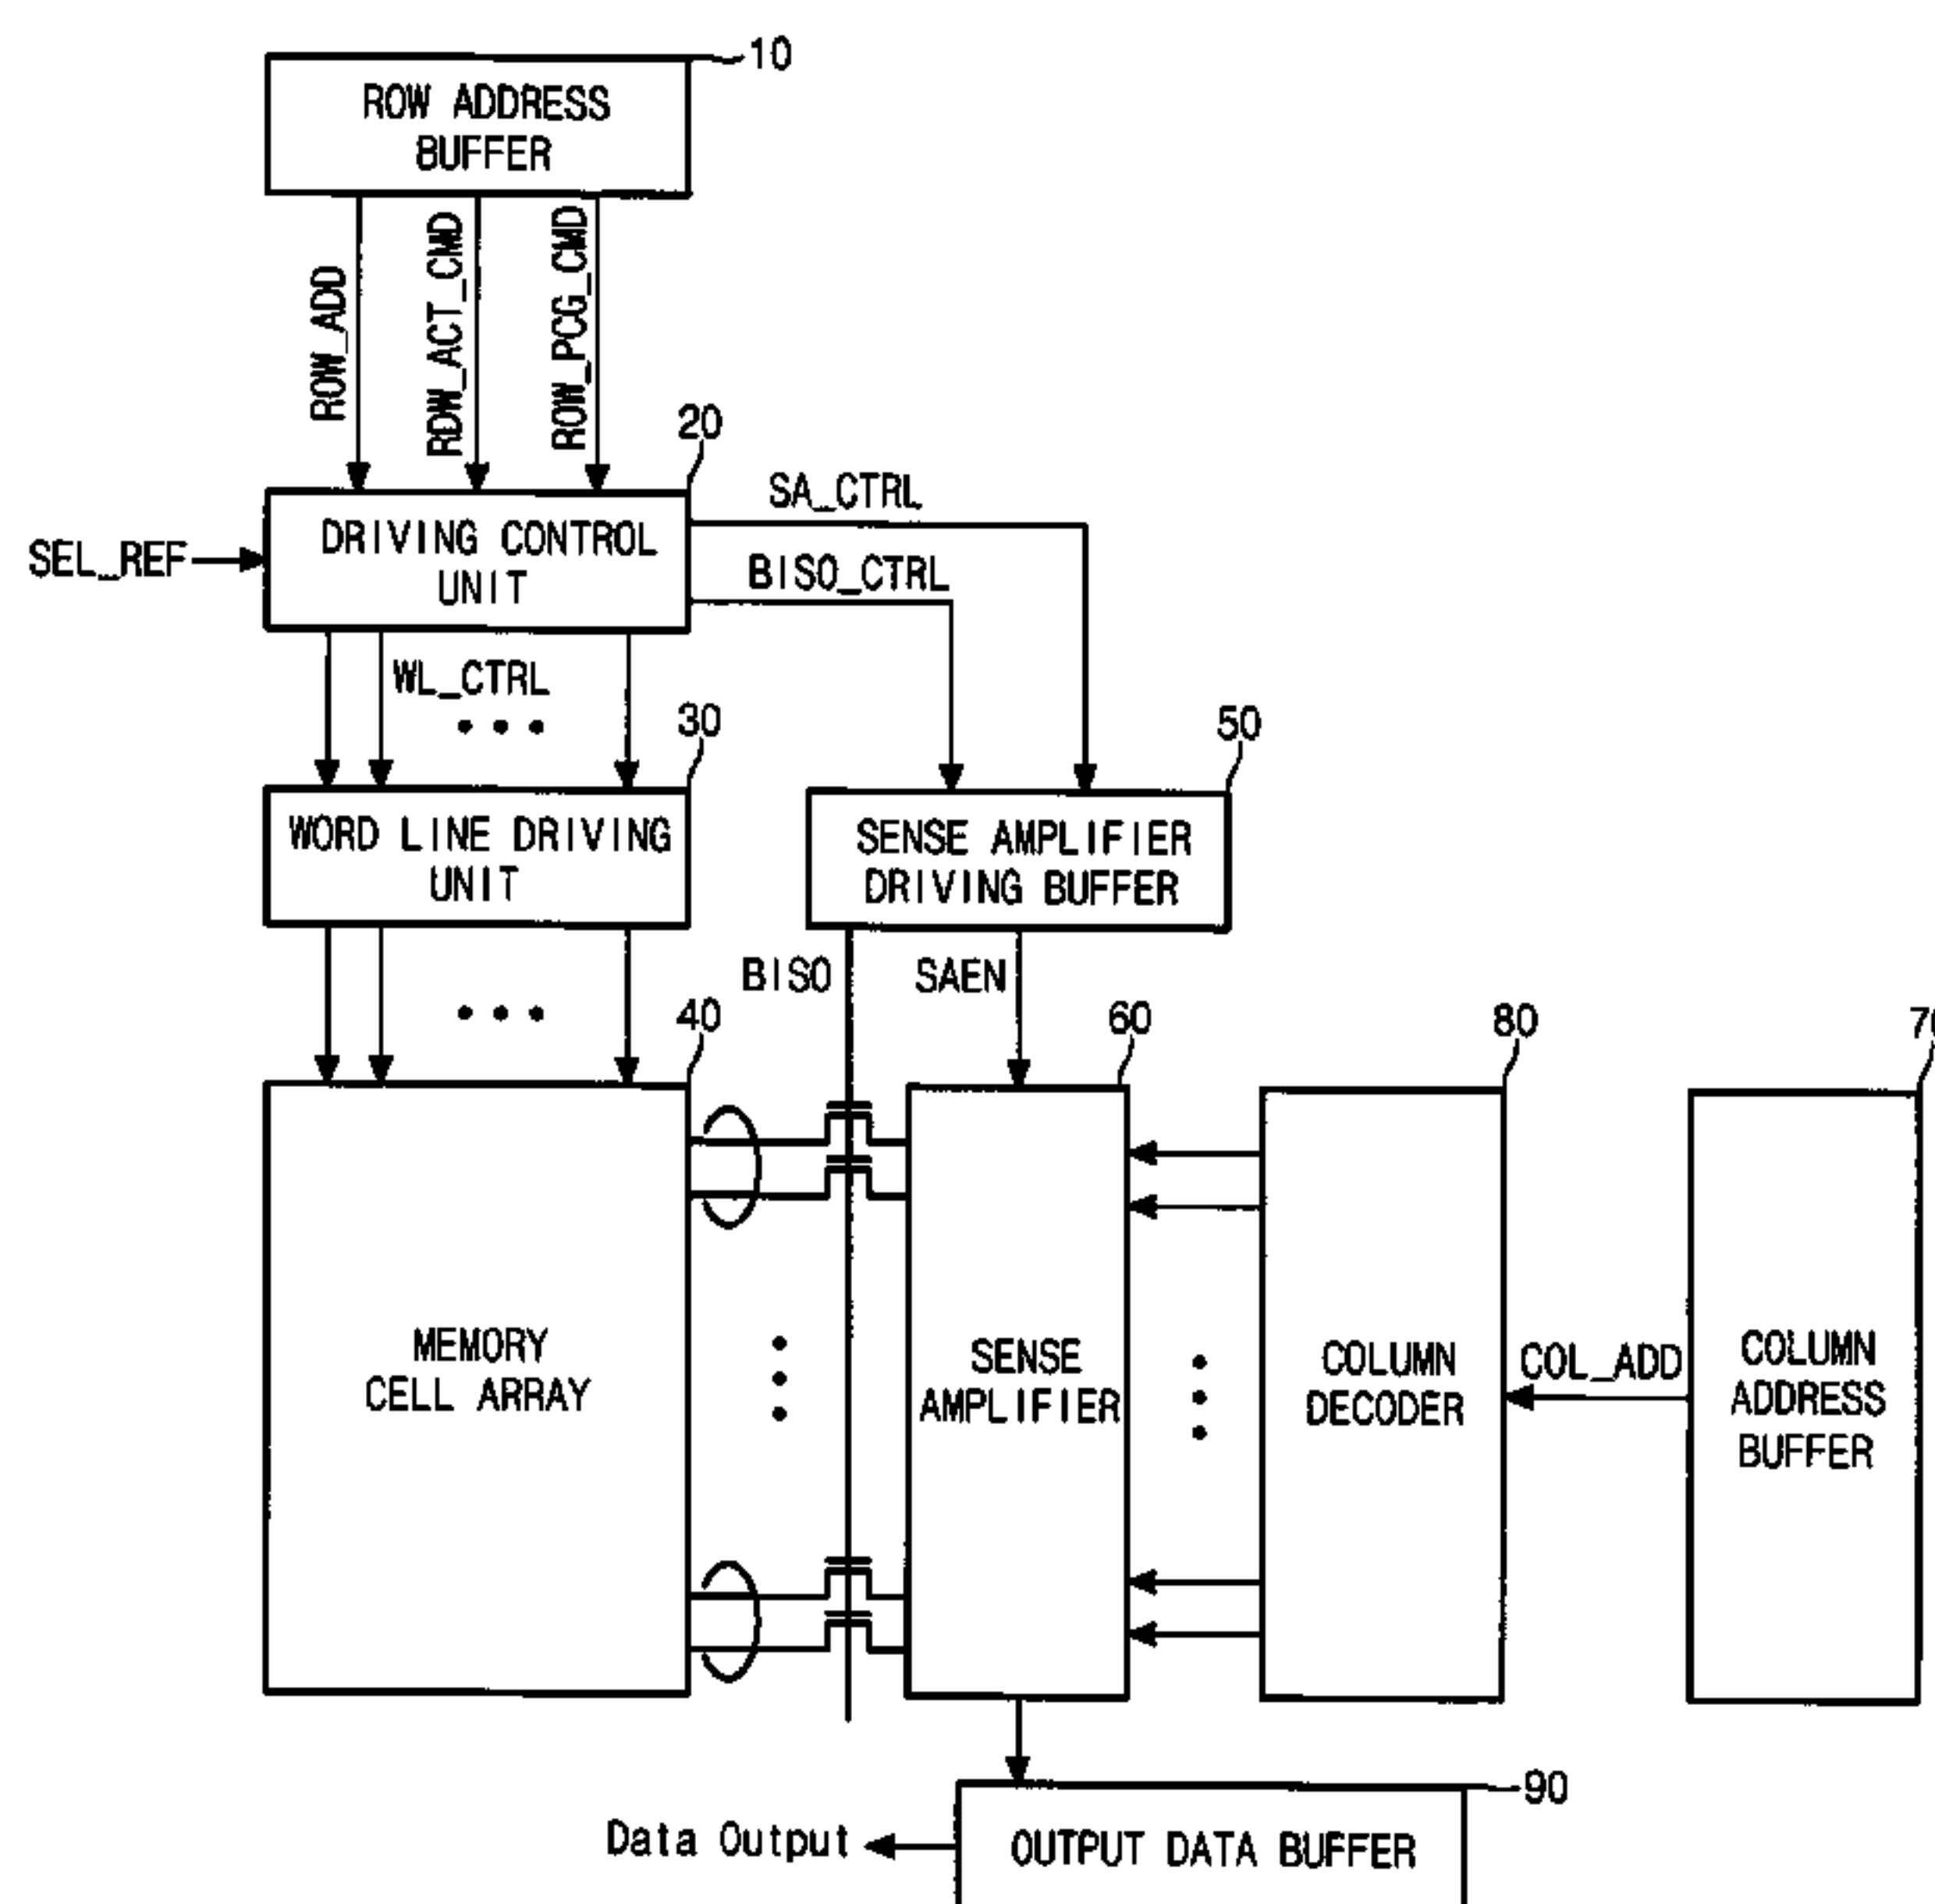 10
ROW ADDRESS
BUFFER
ROW_ADD
ROW_ACT_CMD
ROW_PCG_CMD
20
SA_CTRL
SEL_REF
DRIVING CONTROL
UNIT
BISO_CTRL
WL_CTRL
30
50
WORD LINE DRIVING
UNIT
SENSE AMPLIFIER
DRIVING BUFFER
BISO
SAEN
40
60
80
70
MEMORY
CELL ARRAY
SENSE
AMPLIFIER
COLUMN
DECODER
COL_ADD
COLUMN
ADDRESS
BUFFER
90
Data Output
OUTPUT DATA BUFFER